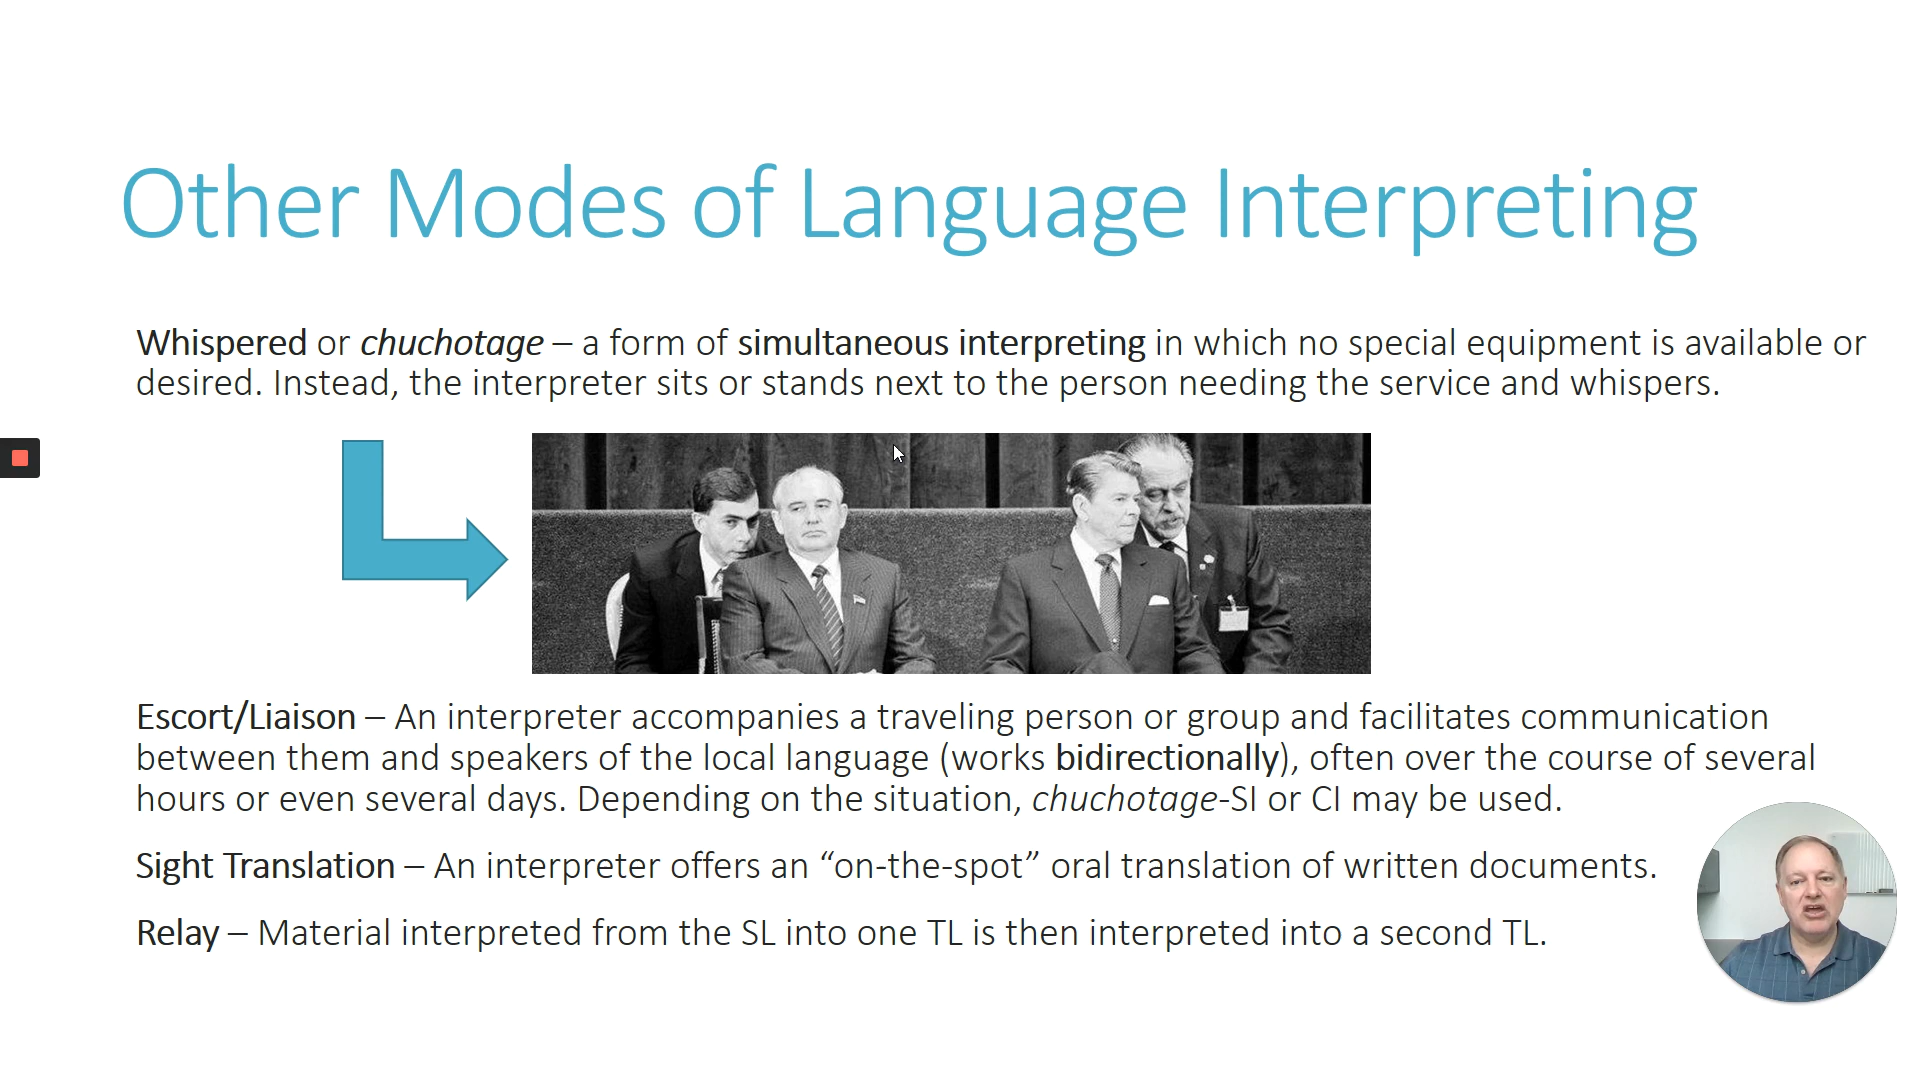 Other Modes of Language Interpreting
Whispered or chuchotage – a form of simultaneous interpreting in which no special equipment is available or
desired. Instead, the interpreter sits or stands next to the person needing the service and whispers.
Escort/Liaison – An interpreter accompanies a traveling person or group and facilitates communication
between them and speakers of the local language (works bidirectionally), often over the course of several
hours or even several days. Depending on the situation, chuchotage-SI or CI may be used.
Sight Translation – An interpreter offers an “on-the-spot” oral translation of written documents.
Relay – Material interpreted from the SL into one TL is then interpreted into a second TL.